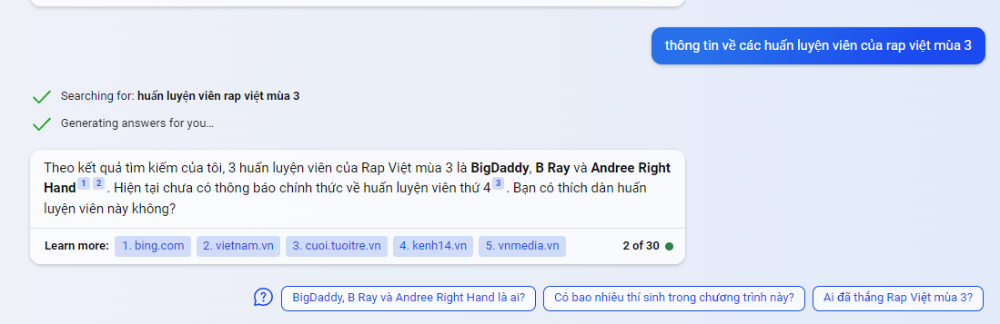 thông tin về các huấn luyện viên của rap việt mùa 3
Searching for: huấn luyện viên rap việt mùa 3
Generating answers for you...
Theo kết quả tìm kiếm của tôi, 3 huấn luyện viên của Rap Việt mùa 3 là BigDaddy, B Ray và Andree Right
Hand 1 2 . Hiện tại chưa có thông báo chính thức về huấn luyện viên thứ 4 3 . Bạn có thích dàn huấn
luyện viên này không?
Learn more: 1. bing.com 2. vietnam.vn 3. cuoi.tuoitre.vn 4. kenh14.vn 5. vnmedia.vn 2 of 30
BigDaddy, B Ray và Andree Right Hand là ai? Có bao nhiêu thí sinh trong chương trình này? Ai đã thắng Rap Việt mùa 3?